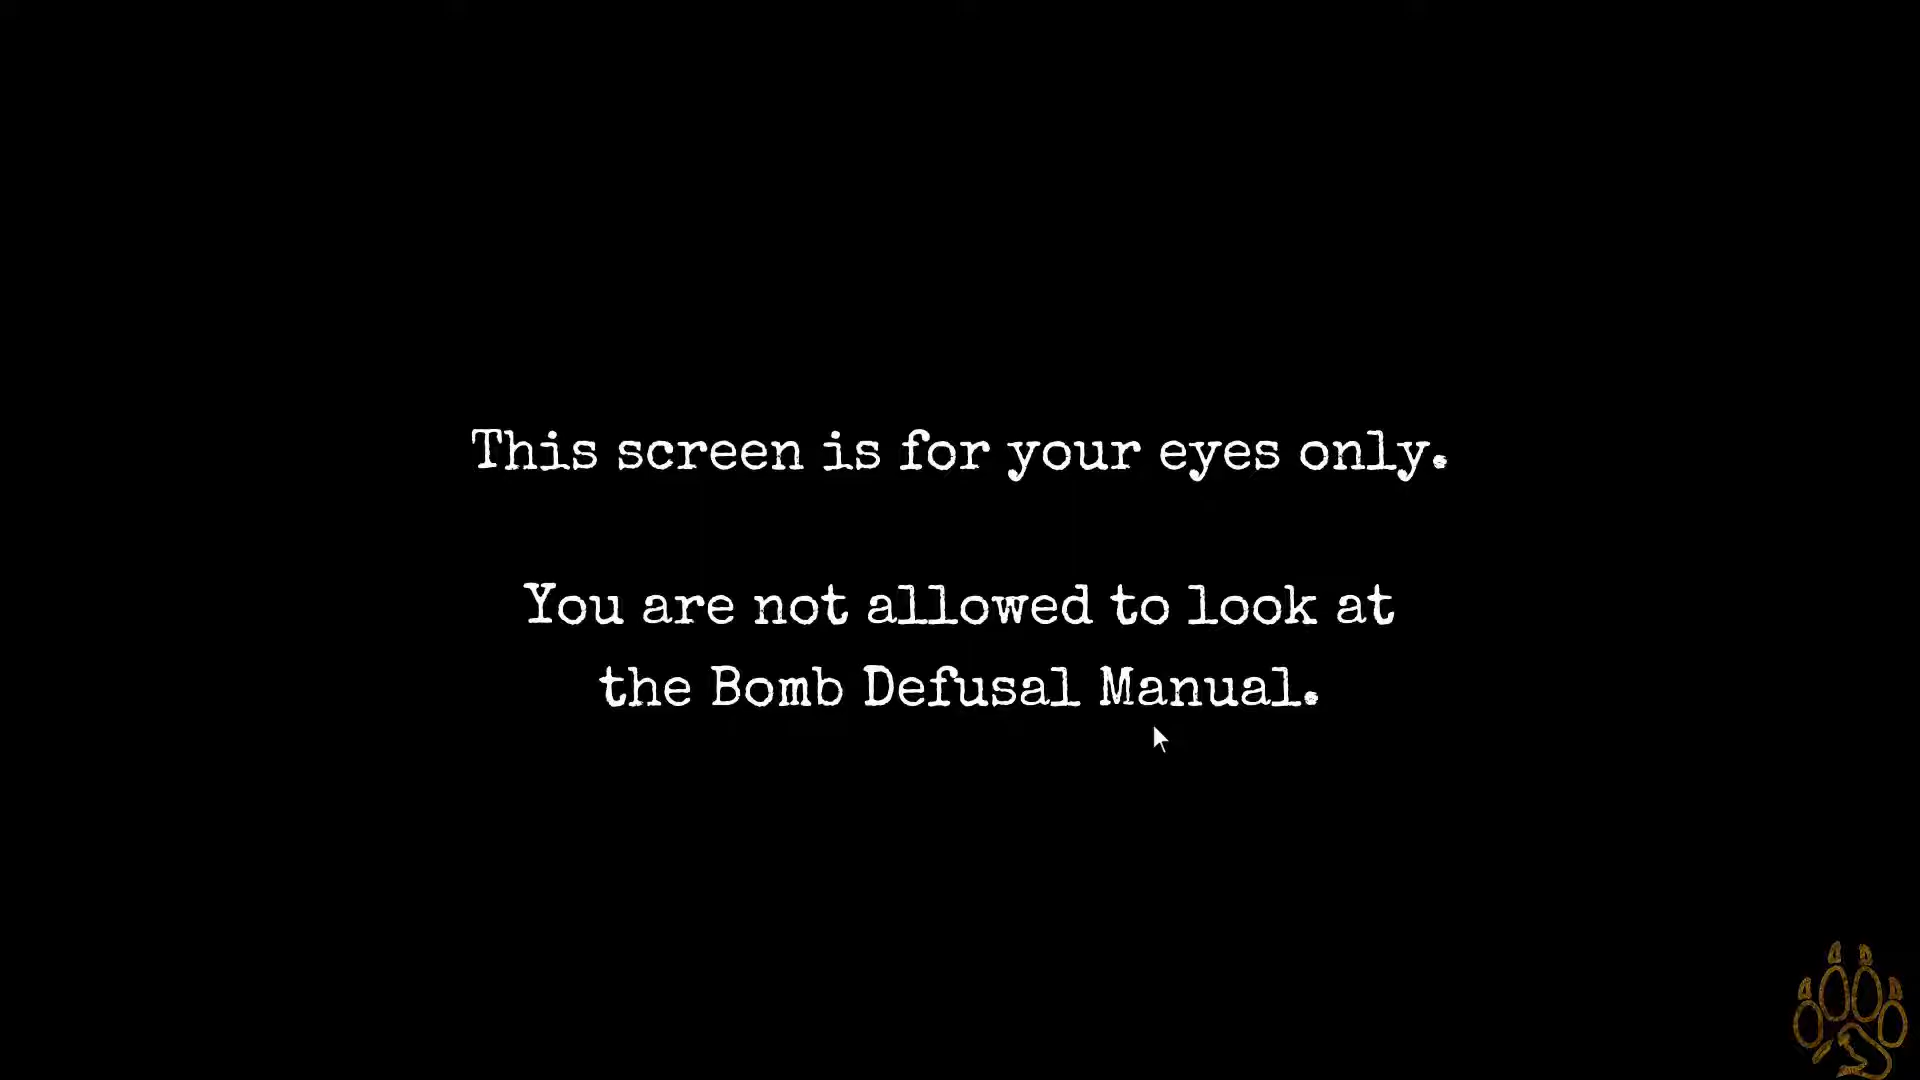 This screen is for your eyes only.
You are not allowed to look at
the Bomb Defusal Manual.